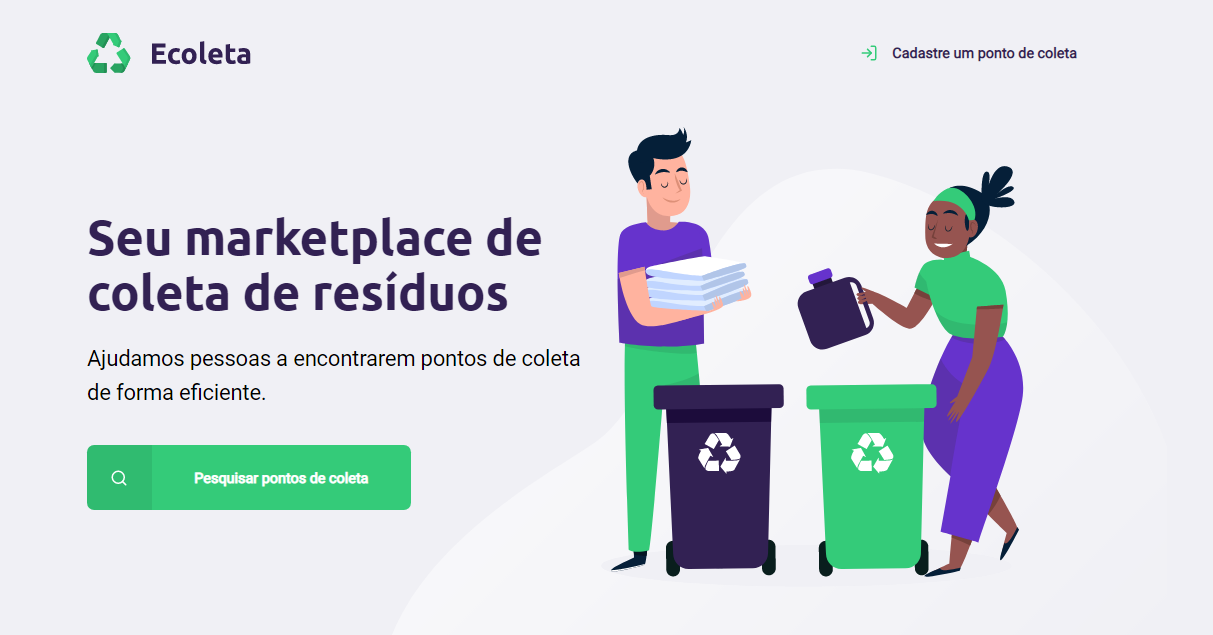 Ecoleta
Cadastre um ponto de coleta
Seu marketplace de
coleta de resíduos
Ajudamos pessoas a encontrarem pontos de coleta
de forma eficiente.
Pesquisar pontos de coleta